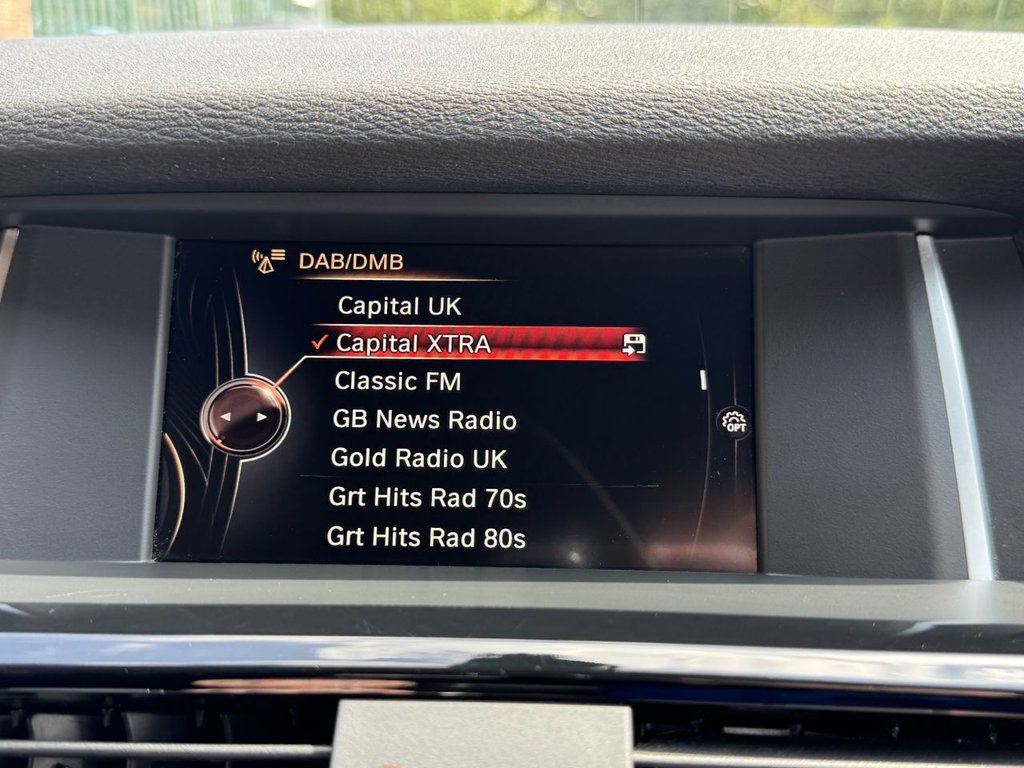 DAB/DMB
Capital UK
Capital XTRA
Classic FM
GB News Radio
OPT
Gold Radio UK
Grt Hits Rad 70s
Grt Hits Rad 80s